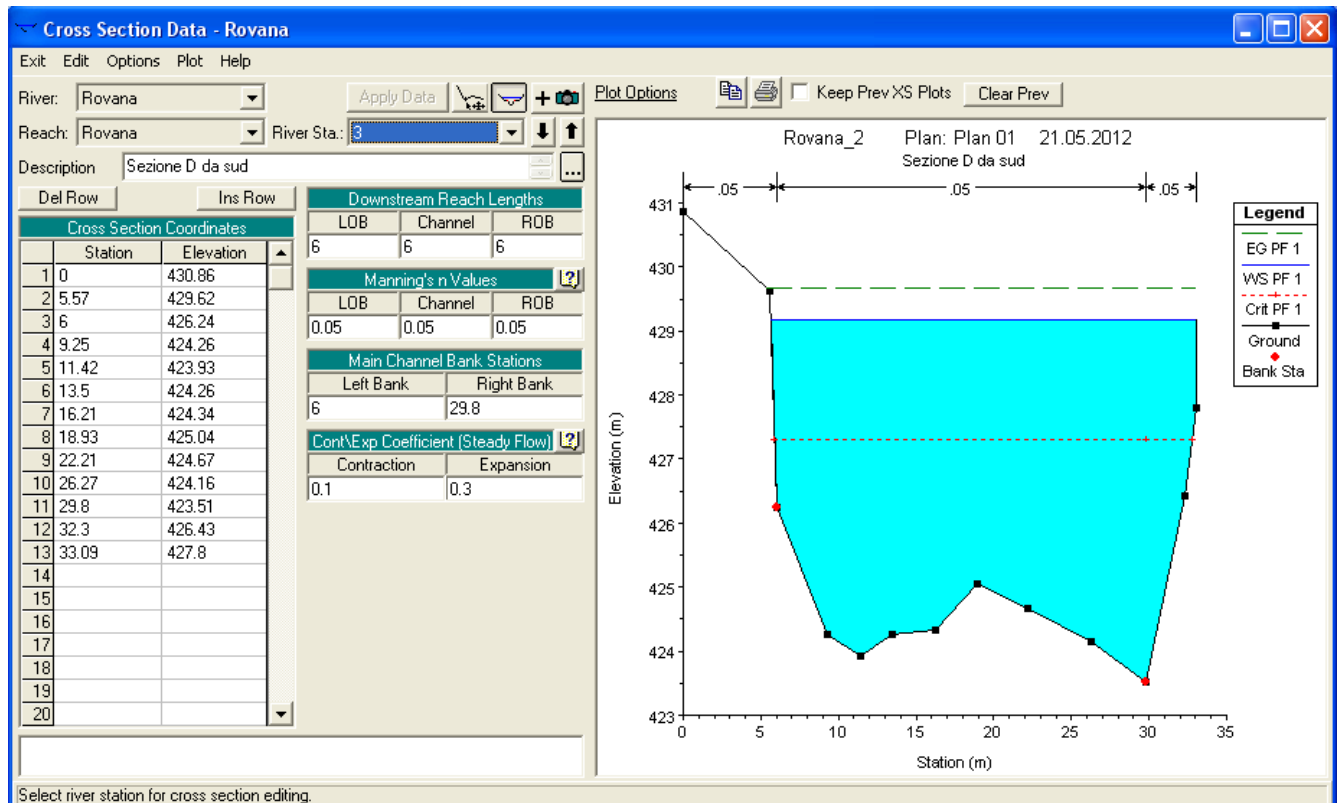 Cross Section Data - Rovana
Exit Edit Options Plot Help
River: Rovana Apply Data
Reach: Rovana River Sta.: 3
Description Sezione D da sud ...
Del Row Ins Row
Cross Section Coordinates
Station Elevation
1 0 430.86
2 5.57 429.62
3 6 426.24
4 9.25 424.26
5 11.42 423.93
6 13.5 424.26
7 16.21 424.34
8 18.93 425.04
9 22.21 424.67
10 26.27 424.16
11 29.8 423.51
12 32.3 426.43
13 33.09 427.8
14
15
16
17
18
19
20
Downstream Reach Lengths
LOB Channel ROB
6 6 6
Manning's n Values ?
LOB Channel ROB
0.05 0.05 0.05
Main Channel Bank Stations
Left Bank Right Bank
6 29.8
Cont\Exp Coefficient (Steady Flow) ?
Contraction Expansion
0.1 0.3
Plot Options Keep Prev XS Plots Clear Prev
Rovana_2 Plan: Plan 01 21.05.2012
Sezione D da sud
.05 .05 .05
431
430
429
428
427
426
425
424
423
Elevation (m)
0 5 10 15 20 25 30 35
Station (m)
Legend
EG PF 1
WS PF 1
Crit PF 1
Ground
Bank Sta
Select river station for cross section editing.